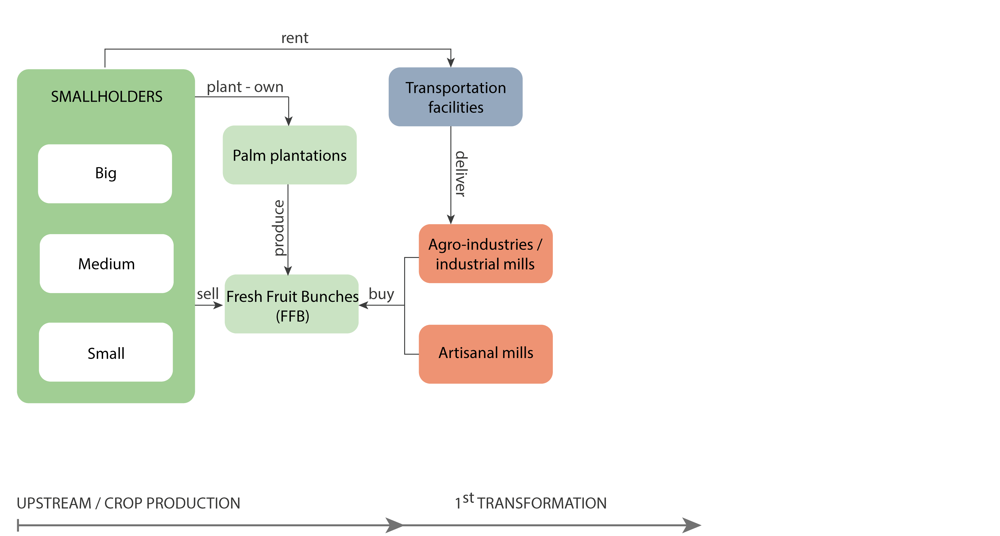 rent
SMALLHOLDERS
plant - own
Transportation
facilities
Big
Palm plantations
deliver
produce
Medium
Agro-industries /
industrial mills
sell
Fresh Fruit Bunches
(FFB)
buy
Small
Artisanal mills
UPSTREAM / CROP PRODUCTION
1st TRANSFORMATION